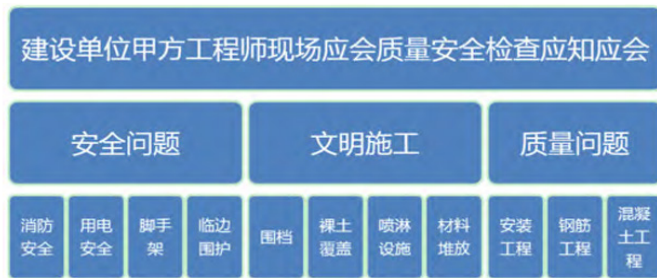 建设单位甲方工程师现场应会质量安全检查应知应会
安全问题
文明施工
质量问题
消防
安全
用电
安全
脚手
架
临边
围护
围档
裸土
覆盖
喷淋
设施
材料
堆放
安装
工程
钢筋
工程
混凝
土工
程